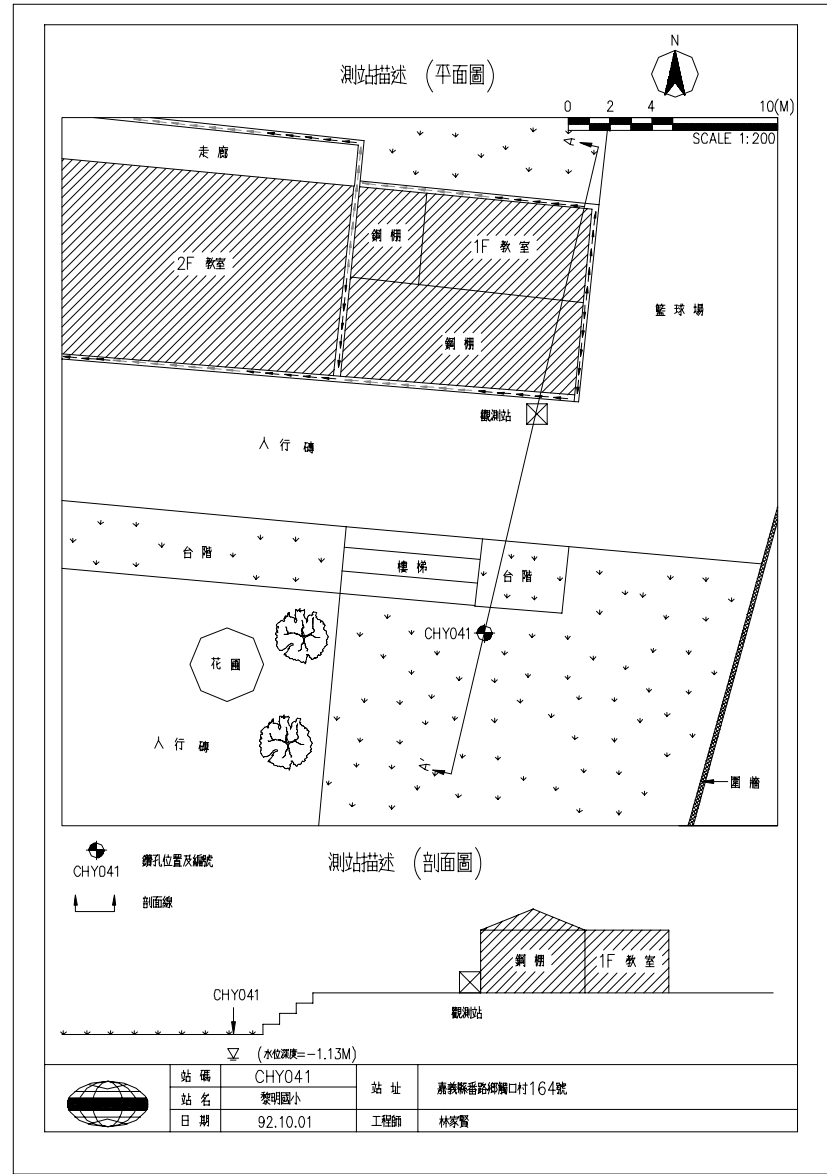 測站描述 (平面圖)
N
0 2 4 10(M)
SCALE 1:200
A
走廊
鋼棚
1F 教室
2F 教室
籃球場
鋼棚
觀測站
人行磚
台階
樓梯
台階
CHY041
花圃
人行磚
A'
圍牆
CHY041
鑽孔位置及編號
測站描述 (剖面圖)
剖面線
鋼棚
1F 教室
CHY041
觀測站
(水位深度=-1.13M)
站碼 CHY041
站址 嘉義縣番路鄉觸口村164號
站名 黎明國小
日期 92.10.01
工程師 林家賢